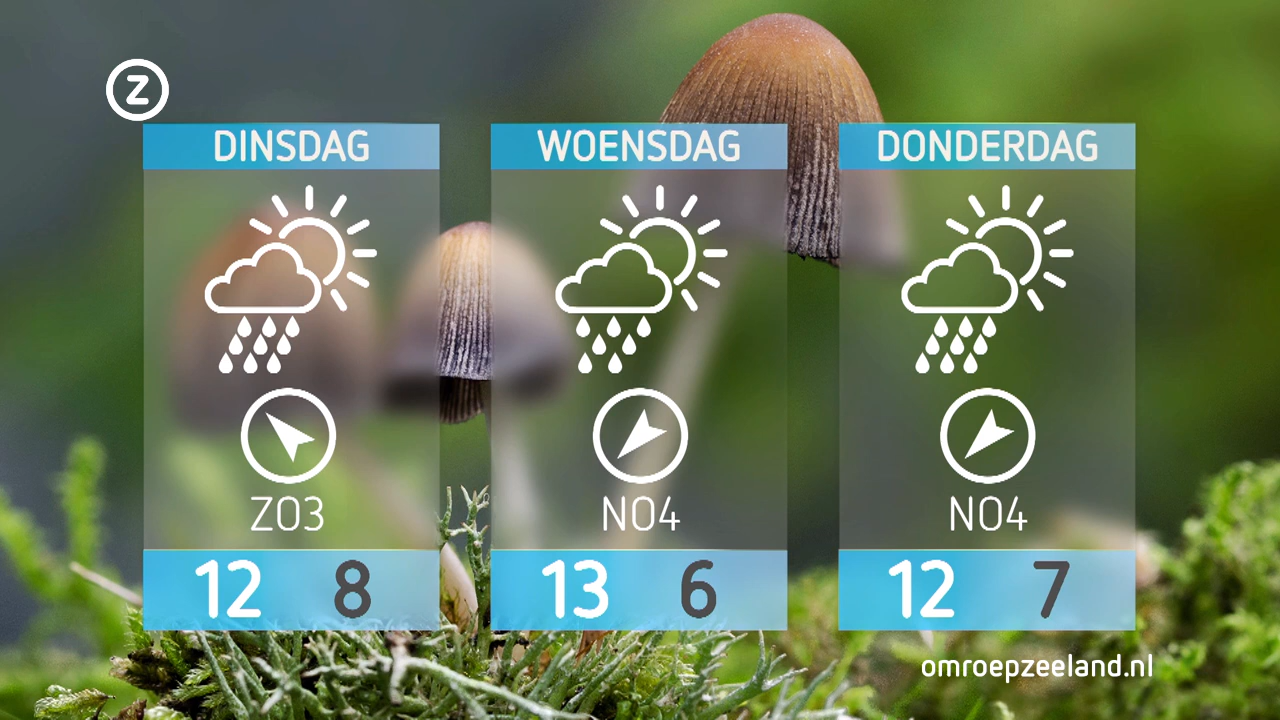 Z
DINSDAG
WOENSDAG
DONDERDAG
ZO3
NO4
NO4
12 8
13 6
12 7
omroepzeeland.nl